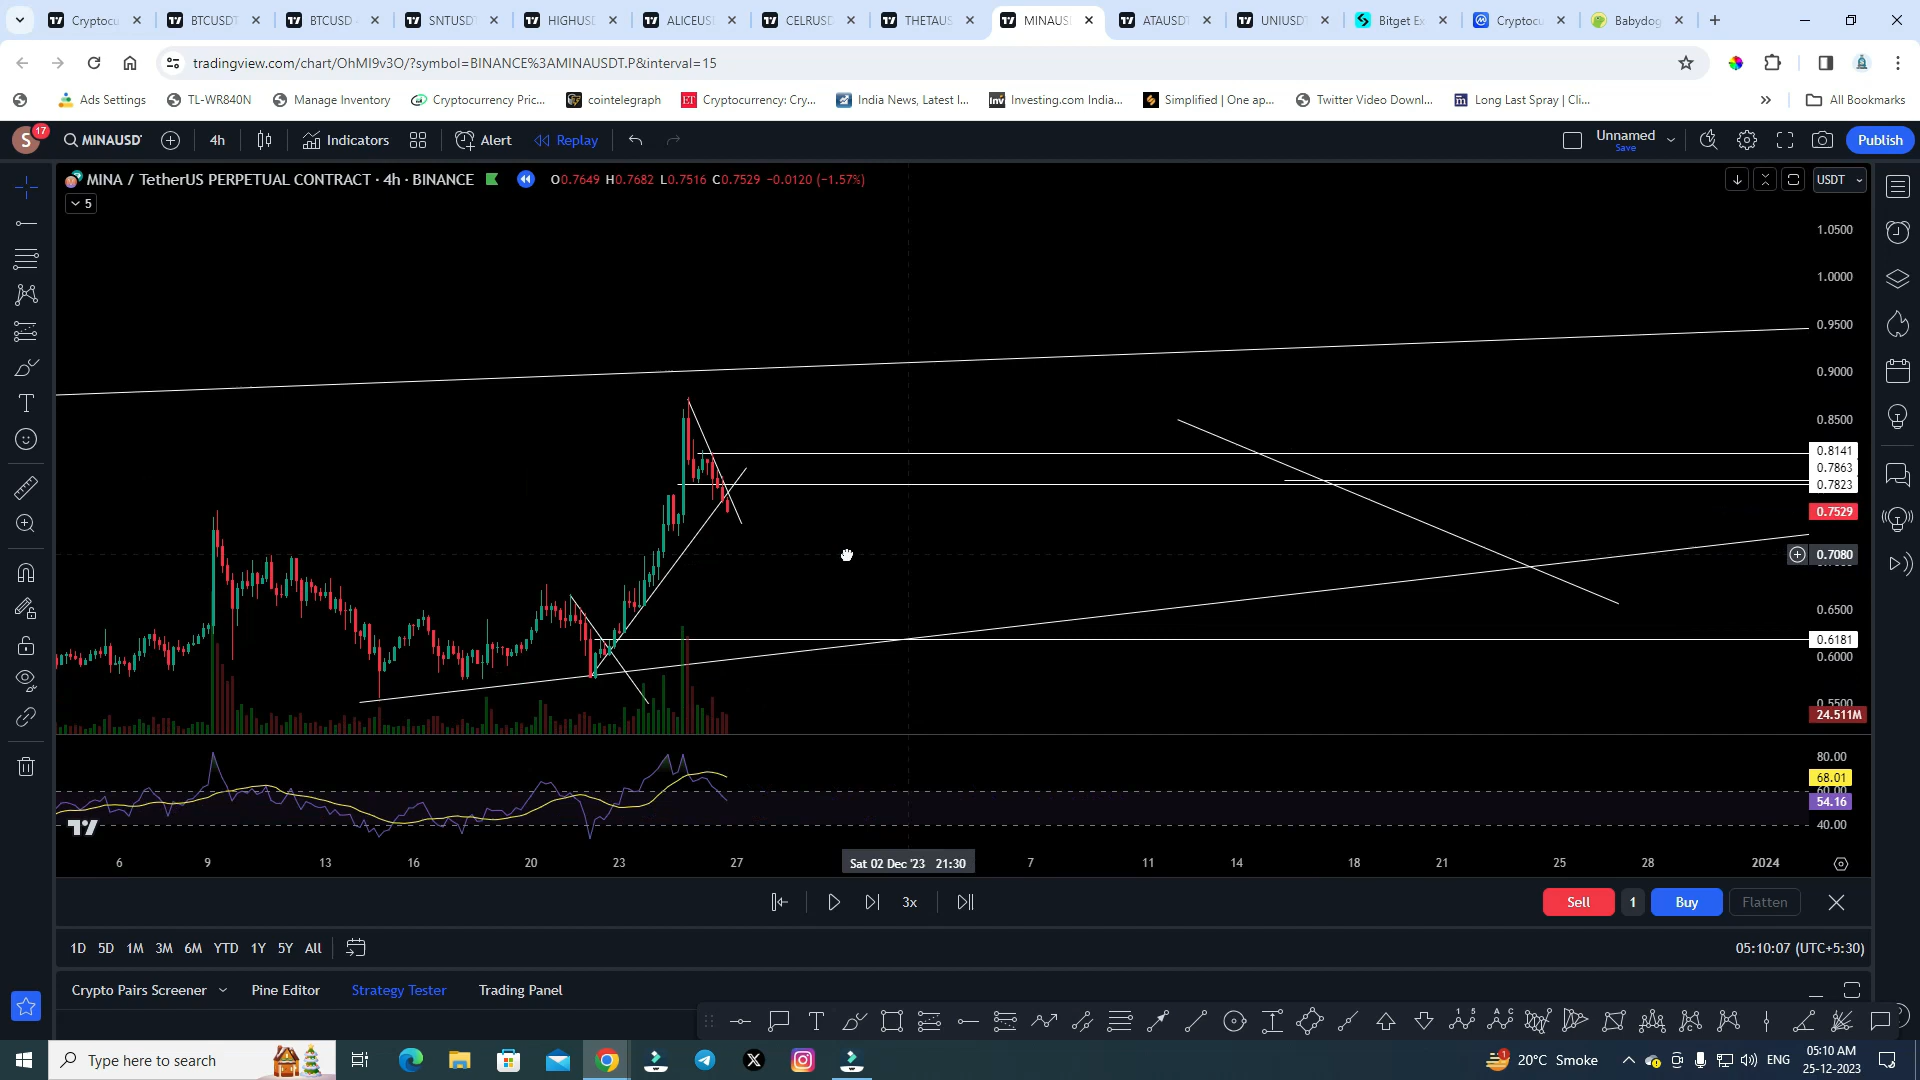 Cryptocu
BTCUSDT
BTCUSD
SNTUSDT
HIGHUSD
ALICEUS
CELRUSD
THETAUS
MINAUS
ATAUSDT
UNIUSDT
Bitget Ex
Cryptocu
Babydog
tradingview.com/chart/OhMI9v3O/?symbol=BINANCE%3AMINAUSDT.P&interval=15
Ads Settings
TL-WR840N
Manage Inventory
Cryptocurrency Pric...
cointelegraph
Cryptocurrency: Cry...
India News, Latest I...
Investing.com India...
Simplified | One ap...
Twitter Video Downl...
Long Last Spray | Cli...
All Bookmarks
S 17
MINAUSD
4h
Indicators
Alert
Replay
Unnamed
Save
Publish
MINA / TetherUS PERPETUAL CONTRACT · 4h · BINANCE
O0.7649 H0.7682 L0.7516 C0.7529 -0.0120 (-1.57%)
USDT
5
1.0500
1.0000
0.9500
0.9000
0.8500
0.8141
0.7863
0.7823
0.7529
0.7080
0.6500
0.6181
0.6000
0.5500
24.511M
80.00
68.01
60.00
54.16
40.00
6 9 13 16 20 23 27 Sat 02 Dec '23 21:30 7 11 14 18 21 25 28 2024
3x
Sell 1 Buy Flatten
1D 5D 1M 3M 6M YTD 1Y 5Y All
05:10:07 (UTC+5:30)
Crypto Pairs Screener Pine Editor Strategy Tester Trading Panel
Type here to search
20°C Smoke
ENG
05:10 AM
25-12-2023